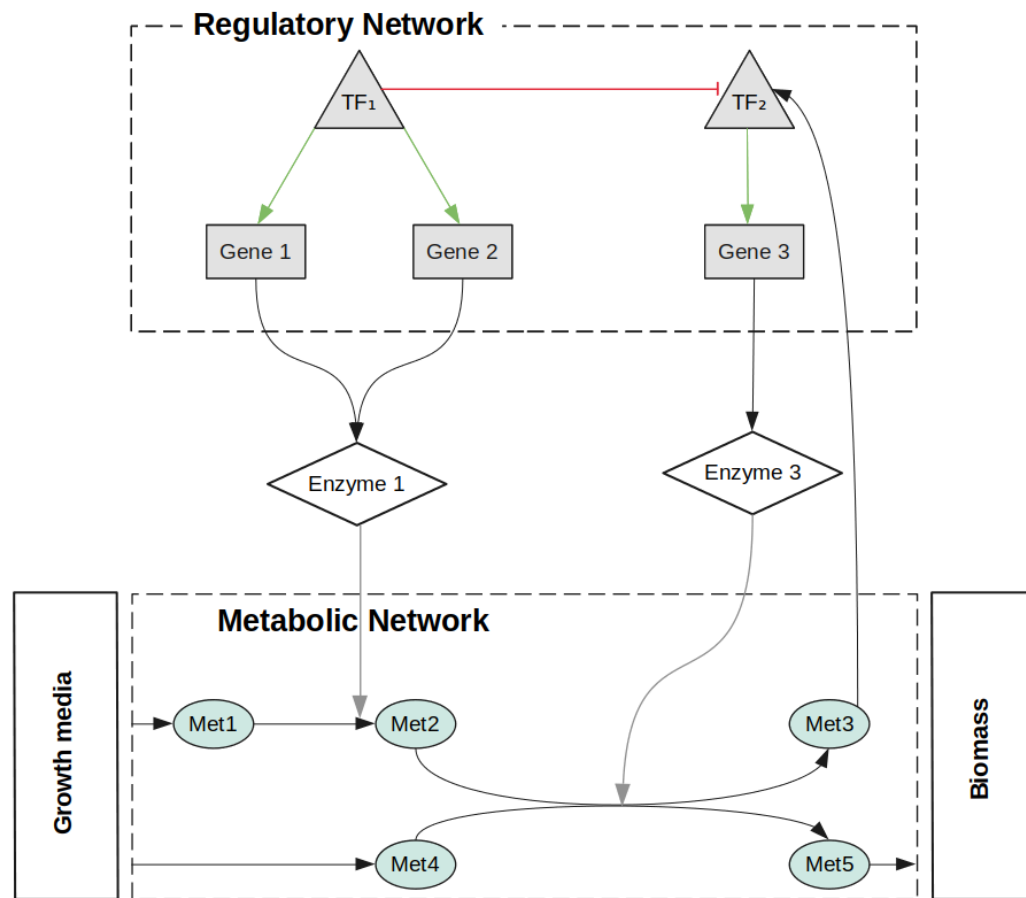 Regulatory Network
TF₁
TF₂
Gene 1
Gene 2
Gene 3
Enzyme 1
Enzyme 3
Metabolic Network
Growth media
Met1
Met2
Met3
Met4
Met5
Biomass